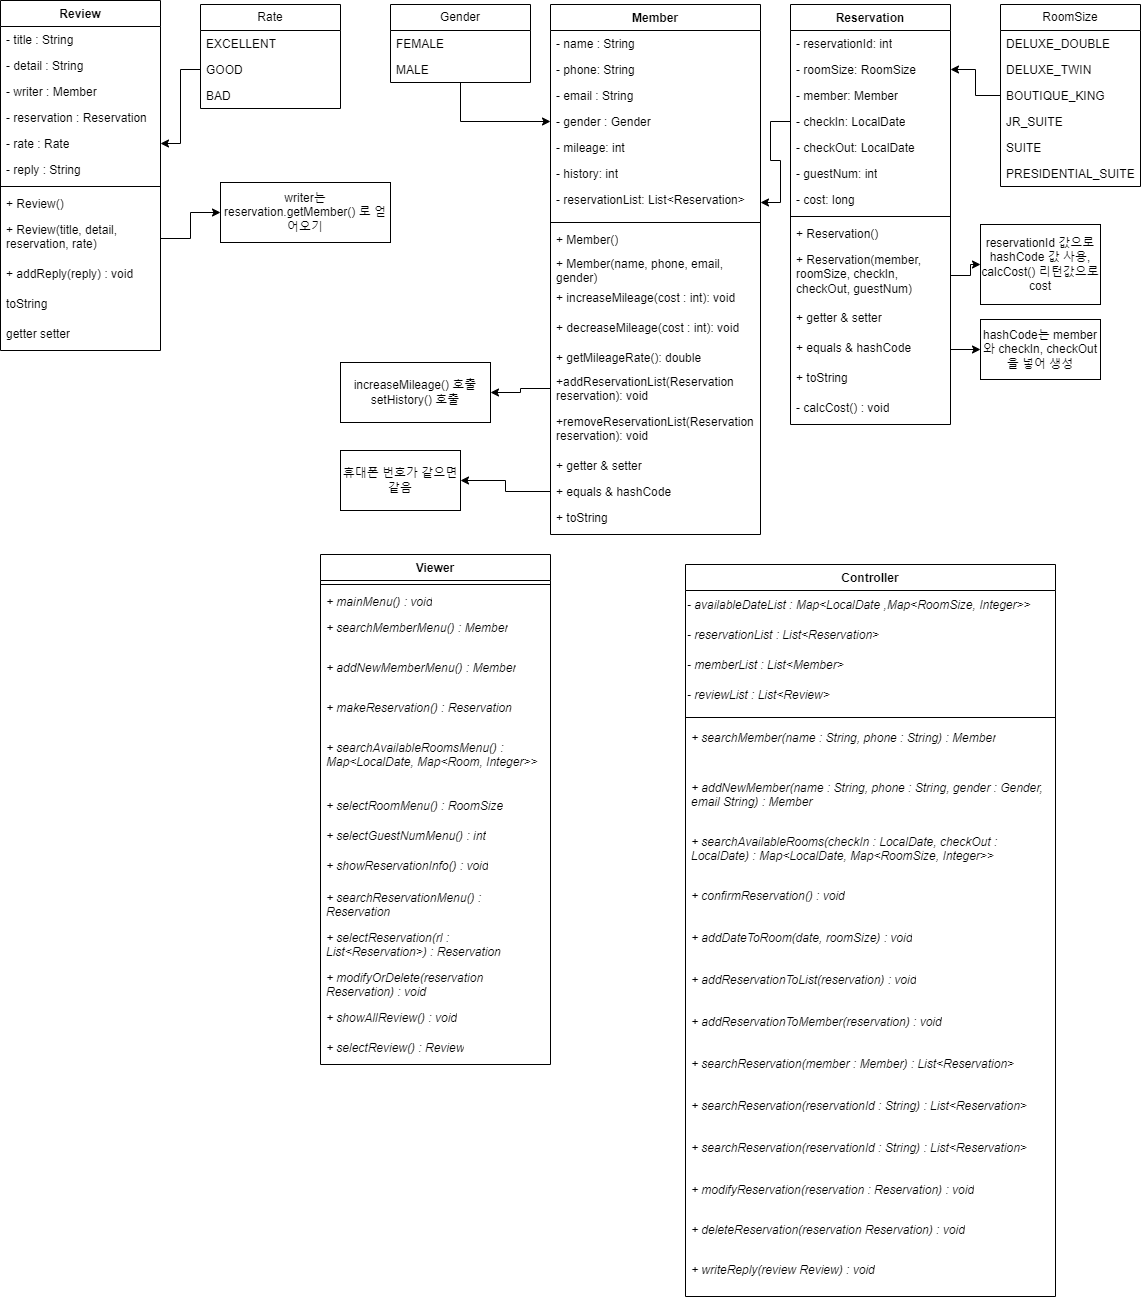 Review
- title : String
- detail : String
- writer : Member
- reservation : Reservation
- rate : Rate
- reply : String
+ Review()
+ Review(title, detail,
reservation, rate)
+ addReply(reply) : void
toString
getter setter
Rate
EXCELLENT
GOOD
BAD
writer는
reservation.getMember() 로 얻
어오기
Gender
FEMALE
MALE
Member
- name : String
- phone: String
- email : String
- gender : Gender
- mileage: int
- history: int
- reservationList: List<Reservation>
+ Member()
+ Member(name, phone, email,
gender)
+ increaseMileage(cost : int): void
+ decreaseMileage(cost : int): void
+ getMileageRate(): double
+addReservationList(Reservation
reservation): void
+removeReservationList(Reservation
reservation): void
+ getter & setter
+ equals & hashCode
+ toString
increaseMileage() 호출
setHistory() 호출
휴대폰 번호가 같으면
같음
Reservation
- reservationId: int
- roomSize: RoomSize
- member: Member
- checkIn: LocalDate
- checkOut: LocalDate
- guestNum: int
- cost: long
+ Reservation()
+ Reservation(member,
roomSize, checkIn,
checkOut, guestNum)
+ getter & setter
+ equals & hashCode
+ toString
- calcCost() : void
RoomSize
DELUXE_DOUBLE
DELUXE_TWIN
BOUTIQUE_KING
JR_SUITE
SUITE
PRESIDENTIAL_SUITE
reservationId 값으로
hashCode 값 사용,
calcCost() 리턴값으로
cost
hashCode는 member
와 checkIn, checkOut
을 넣어 생성
Viewer
+ mainMenu() : void
+ searchMemberMenu() : Member
+ addNewMemberMenu() : Member
+ makeReservation() : Reservation
+ searchAvailableRoomsMenu() :
Map<LocalDate, Map<Room, Integer>>
+ selectRoomMenu() : RoomSize
+ selectGuestNumMenu() : int
+ showReservationInfo() : void
+ searchReservationMenu() :
Reservation
+ selectReservation(rl :
List<Reservation>) : Reservation
+ modifyOrDelete(reservation
Reservation) : void
+ showAllReview() : void
+ selectReview() : Review
Controller
- availableDateList : Map<LocalDate ,Map<RoomSize, Integer>>
- reservationList : List<Reservation>
- memberList : List<Member>
- reviewList : List<Review>
+ searchMember(name : String, phone : String) : Member
+ addNewMember(name : String, phone : String, gender : Gender,
email String) : Member
+ searchAvailableRooms(checkIn : LocalDate, checkOut :
LocalDate) : Map<LocalDate, Map<RoomSize, Integer>>
+ confirmReservation() : void
+ addDateToRoom(date, roomSize) : void
+ addReservationToList(reservation) : void
+ addReservationToMember(reservation) : void
+ searchReservation(member : Member) : List<Reservation>
+ searchReservation(reservationId : String) : List<Reservation>
+ searchReservation(reservationId : String) : List<Reservation>
+ modifyReservation(reservation : Reservation) : void
+ deleteReservation(reservation Reservation) : void
+ writeReply(review Review) : void